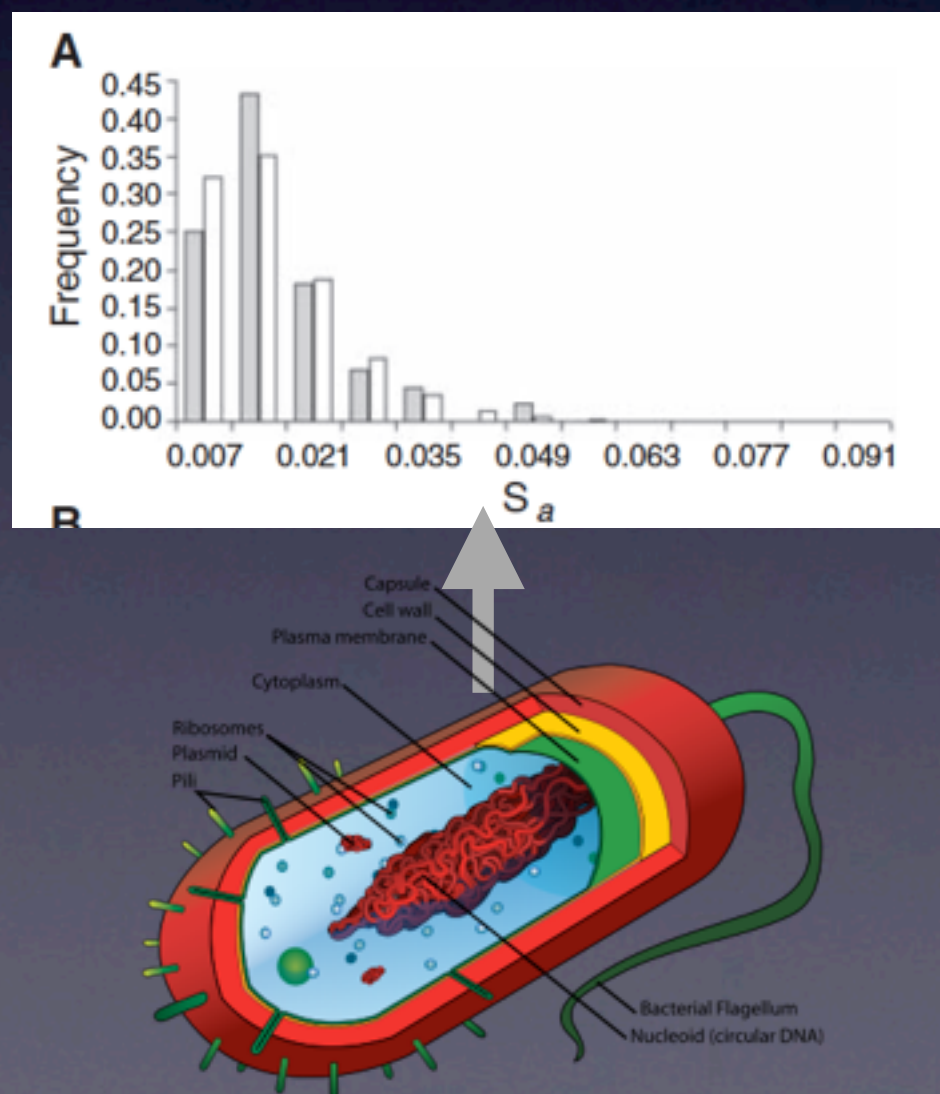 A
Frequency
0.45
0.40
0.35
0.30
0.25
0.20
0.15
0.10
0.05
0.00
0.007 0.021 0.035 0.049 0.063 0.077 0.091
S a
B
Capsule
Cell wall
Plasma membrane
Cytoplasm
Ribosomes
Plasmid
Pili
Bacterial Flagellum
Nucleoid (circular DNA)